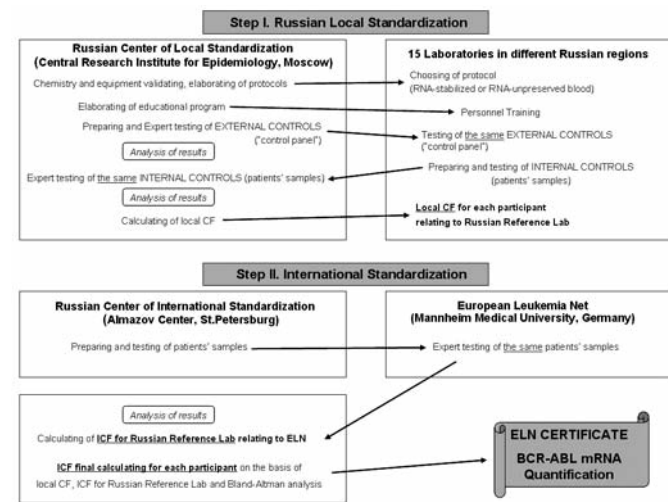 Step I. Russian Local Standardization
Russian Center of Local Standardization
(Central Research Institute for Epidemiology, Moscow)
Chemistry and equipment validating, elaborating of protocols
Elaborating of educational program
Preparing and Expert testing of EXTERNAL CONTROLS
("control panel")
Analysis of results
Expert testing of the same INTERNAL CONTROLS (patients' samples)
Analysis of results
Calculating of local CF
15 Laboratories in different Russian regions
Choosing of protocol
(RNA-stabilized or RNA-unpreserved blood)
Personnel Training
Testing of the same EXTERNAL CONTROLS
("control panel")
Preparing and testing of INTERNAL CONTROLS
(patients' samples)
Local CF for each participant
relating to Russian Reference Lab
Step II. International Standardization
Russian Center of International Standardization
(Almazov Center, St.Petersburg)
Preparing and testing of patients' samples
European Leukemia Net
(Mannheim Medical University, Germany)
Expert testing of the same patients' samples
Analysis of results
Calculating of ICF for Russian Reference Lab relating to ELN
ICF final calculating for each participant on the basis of
local CF, ICF for Russian Reference Lab and Bland-Altman analysis
ELN CERTIFICATE
BCR-ABL mRNA
Quantification